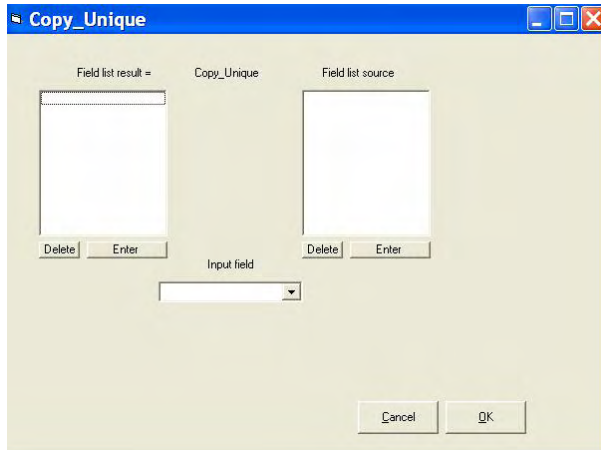 Copy_Unique
Field list result = Copy_Unique Field list source
Delete Enter Delete Enter
Input field
Cancel OK